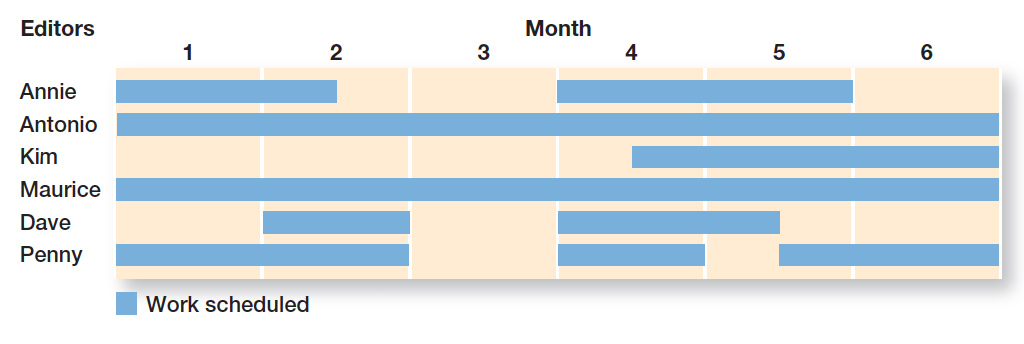 Editors Month
1 2 3 4 5 6
Annie
Antonio
Kim
Maurice
Dave
Penny
Work scheduled